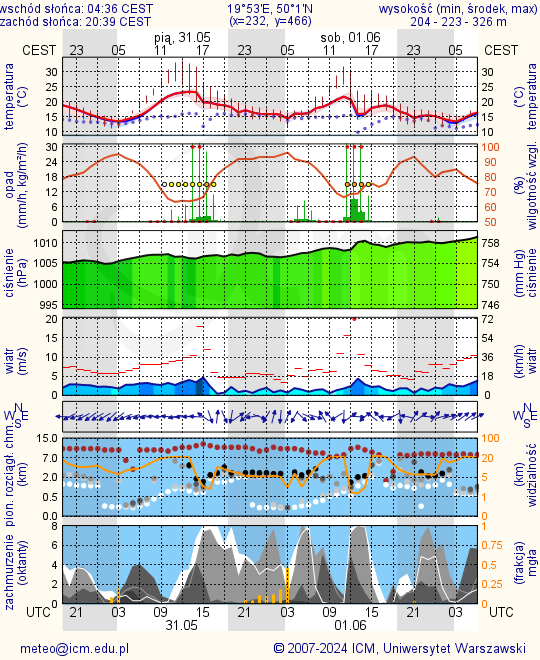 wschód słońca: 04:36 CEST 19°53'E, 50°1'N wysokość (min, środek, max)
zachód słońca: 20:39 CEST (x=232, y=466) 204 - 223 - 326 m
pią, 31.05 sob, 01.06
CEST 23 05 11 17 23 05 11 17 23 05 CEST
temperatura (°C) 30 25 20 15 10 30 25 20 15 10 (°C) temperatura
opad (mm/h, kg/m²/h) 30 24 18 12 6 0 100 90 80 70 60 50 (%) wilgotność wzgl.
ciśnienie (hPa) 1010 1005 1000 995 758 754 750 746 (mm Hg) ciśnienie
wiatr (m/s) 20 15 10 5 0 72 54 36 18 0 (km/h) wiatr
N W E S N W E S
pion. rozciągł. chm. (km) 15.0 7.0 2.0 0.5 0.0 100 20 5 1 0 (km) widzialność
zachmurzenie (oktanty) 8 6 4 2 0 1 0.75 0.5 0.25 0 (frakcja) mgła
UTC 21 03 09 15 21 03 09 15 21 03 UTC
31.05 01.06
meteo@icm.edu.pl © 2007-2024 ICM, Uniwersytet Warszawski